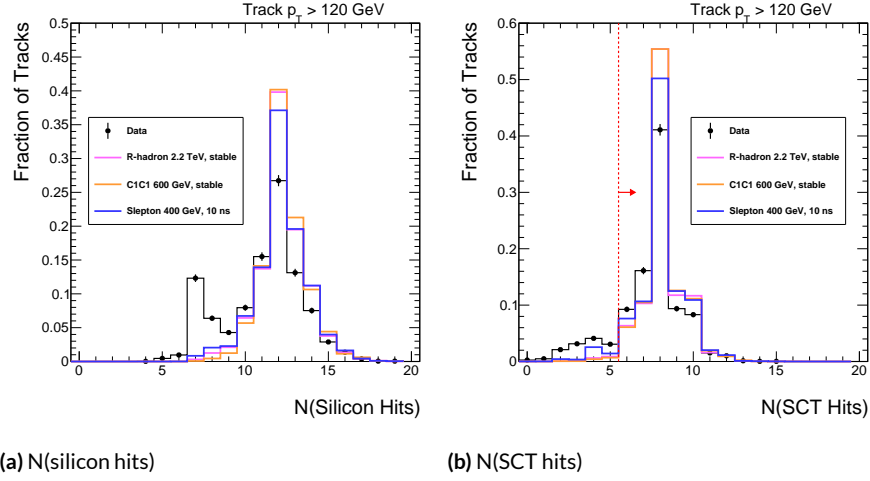 Track p_T > 120 GeV
Fraction of Tracks
0.5
0.45
0.4
0.35
0.3
0.25
0.2
0.15
0.1
0.05
0
Data
R-hadron 2.2 TeV, stable
C1C1 600 GeV, stable
Slepton 400 GeV, 10 ns
0 5 10 15 20
N(Silicon Hits)
(a) N(silicon hits)
Track p_T > 120 GeV
Fraction of Tracks
0.6
0.5
0.4
0.3
0.2
0.1
0
Data
R-hadron 2.2 TeV, stable
C1C1 600 GeV, stable
Slepton 400 GeV, 10 ns
0 5 10 15 20
N(SCT Hits)
(b) N(SCT hits)